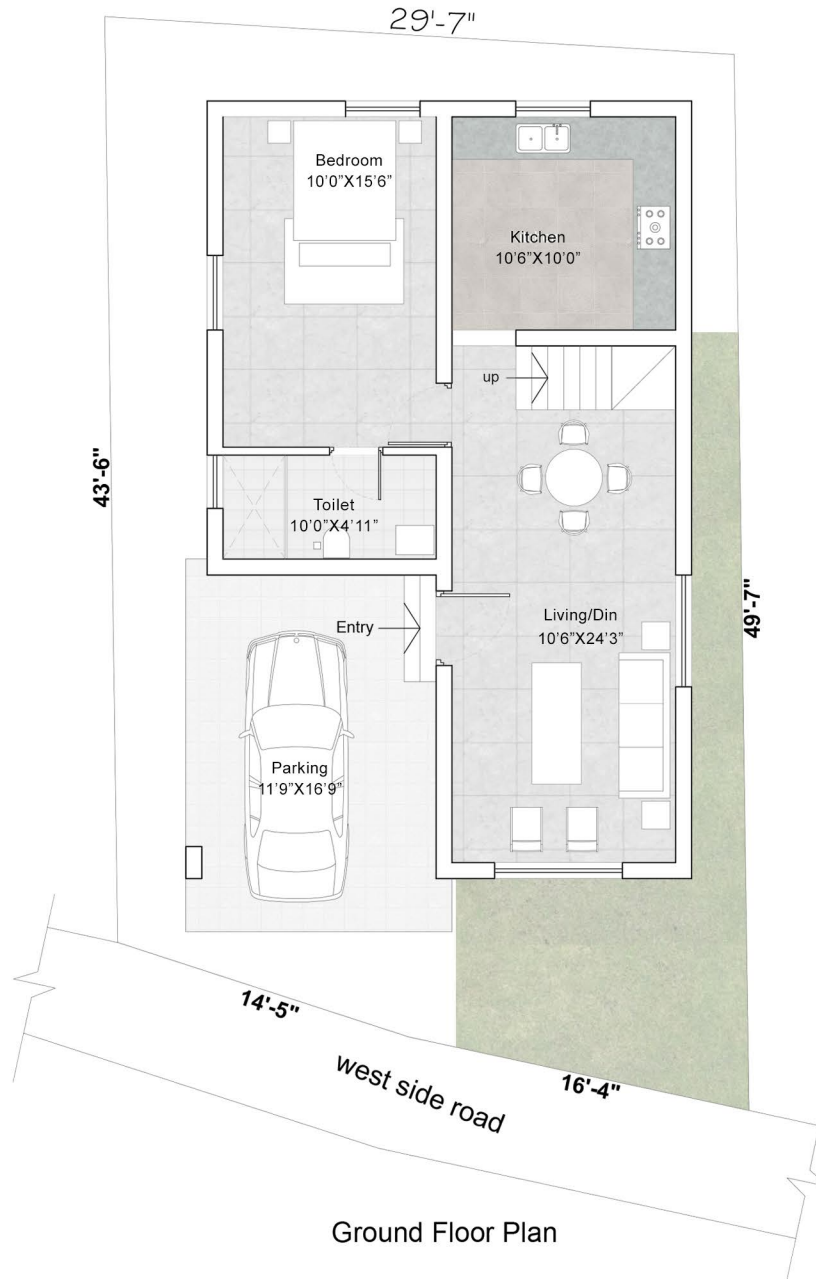 29'-7"
Bedroom
10'0”X15'6”
Kitchen
10'6”X10'0”
up
43'-6"
Toilet
10'0”X4'11”
Living/Din
10'6”X24'3”
49'-7"
Entry
Parking
11'9”X16'9”
14'-5"
west side road
16'-4"
Ground Floor Plan